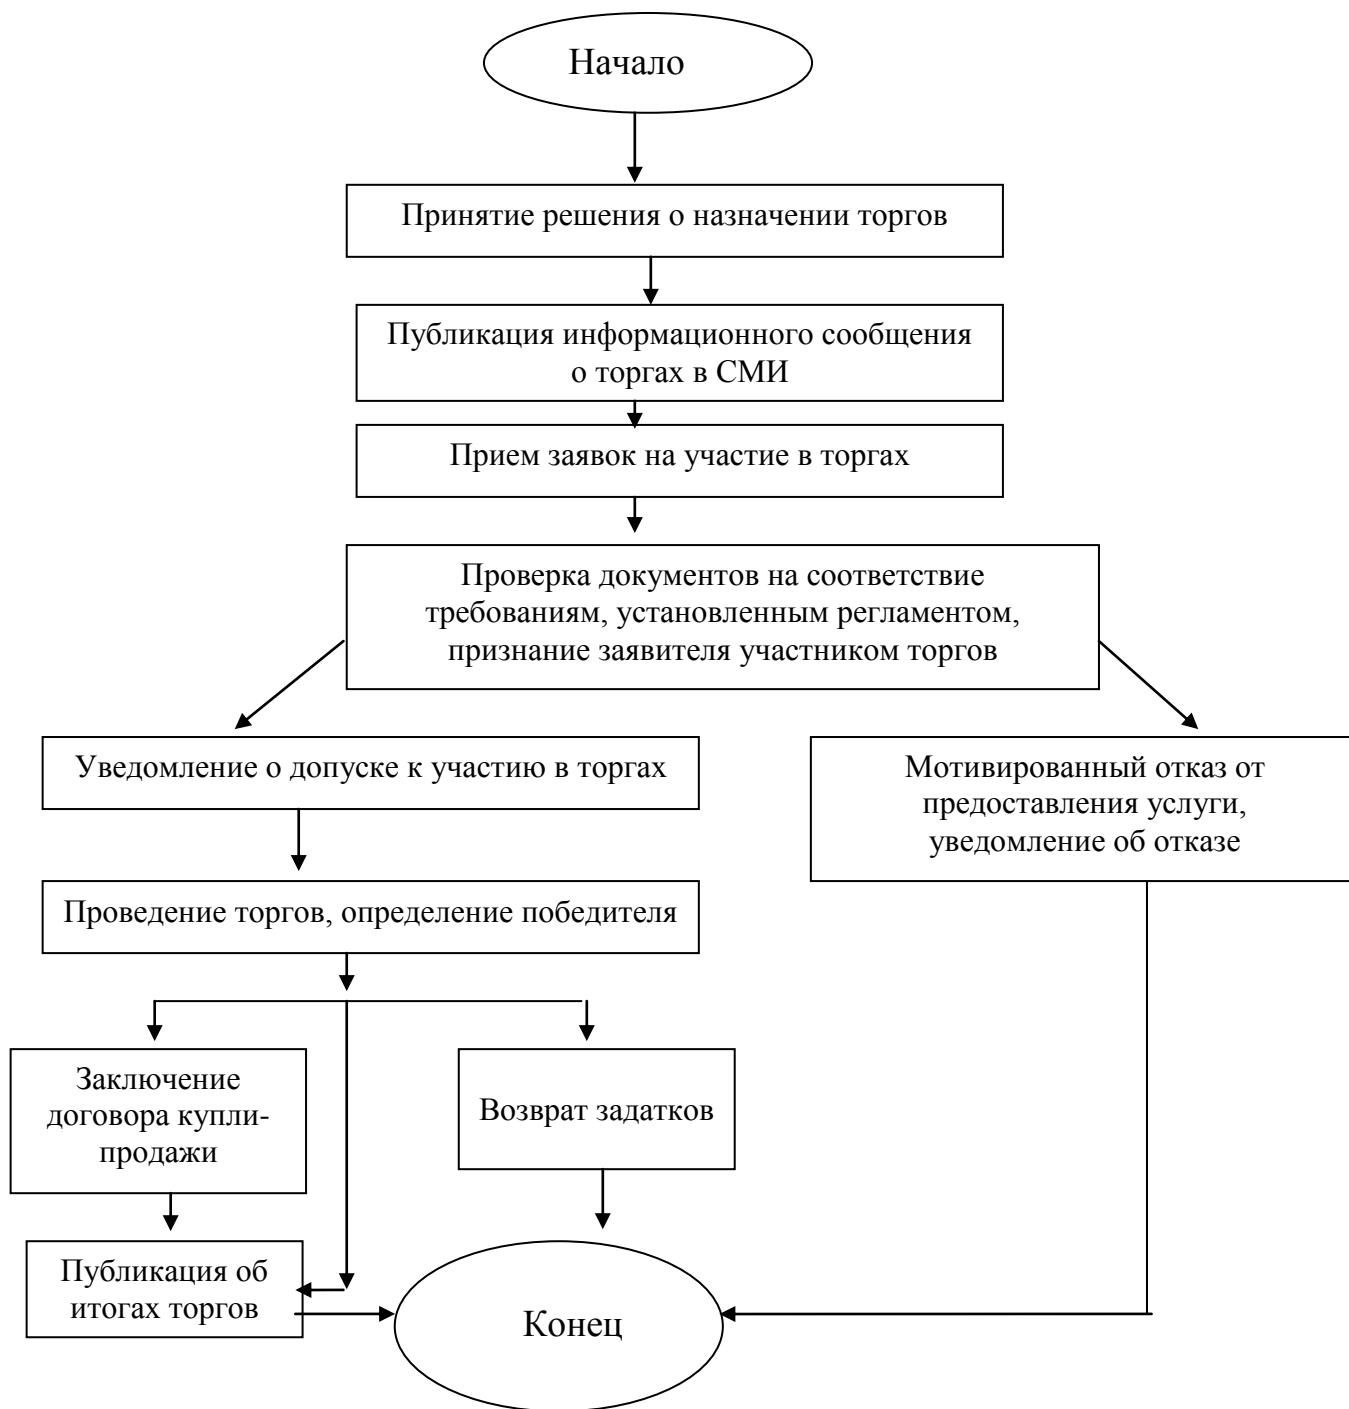 Начало
Принятие решения о назначении торгов
Публикация информационного сообщения
о торгах в СМИ
Прием заявок на участие в торгах
Проверка документов на соответствие
требованиям, установленным регламентом,
признание заявителя участником торгов
Уведомление о допуске к участию в торгах
Мотивированный отказ от
предоставления услуги,
уведомление об отказе
Проведение торгов, определение победителя
Заключение
договора купли-
продажи
Возврат задатков
Публикация об
итогах торгов
Конец